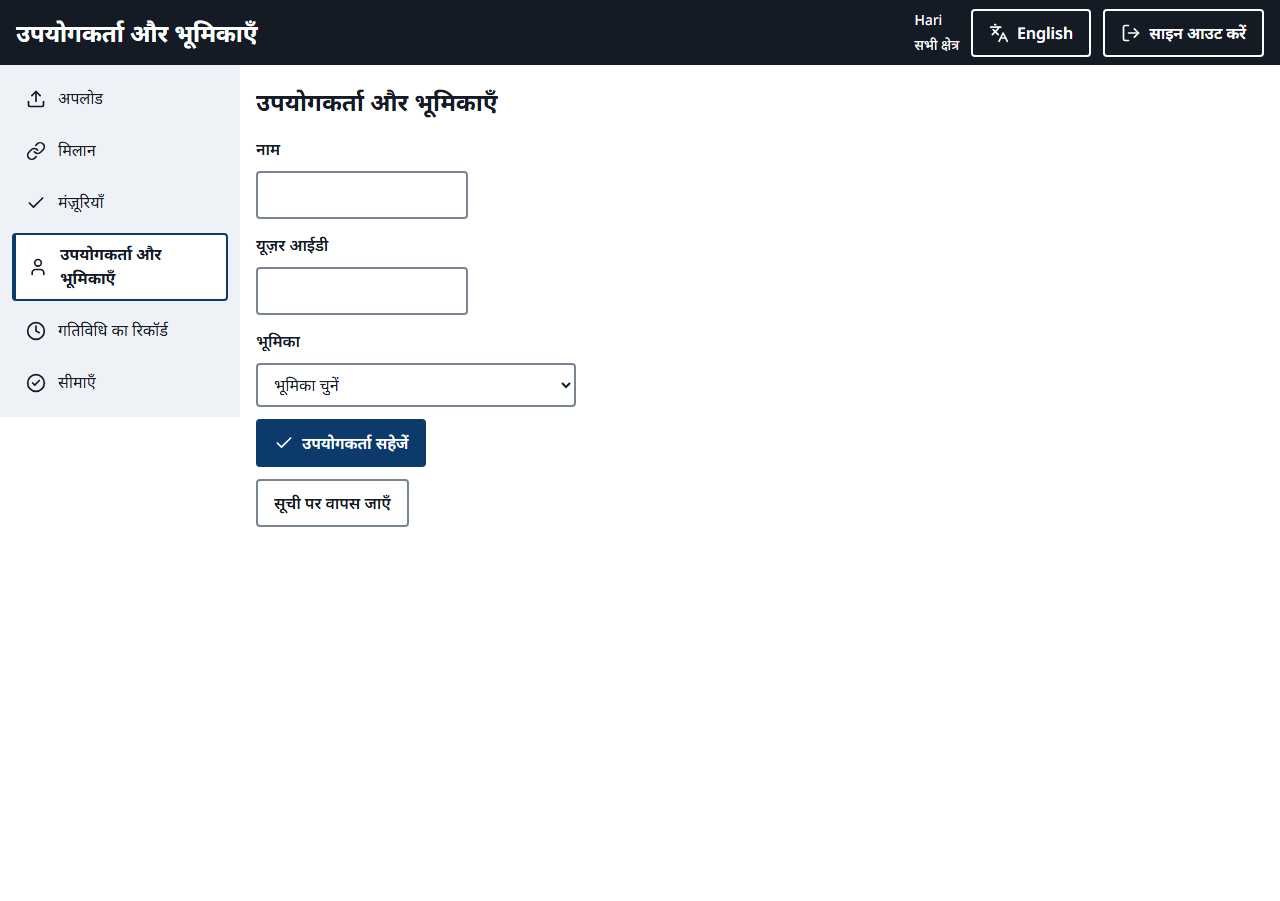 उपयोगकर्ता और भूमिकाएँ
Hari
सभी क्षेत्र
English
साइन आउट करें
अपलोड
मिलान
मंज़ूरियाँ
उपयोगकर्ता और
भूमिकाएँ
गतिविधि का रिकॉर्ड
सीमाएँ
उपयोगकर्ता और भूमिकाएँ
नाम
यूज़र आईडी
भूमिका
भूमिका चुनें
उपयोगकर्ता सहेजें
सूची पर वापस जाएँ